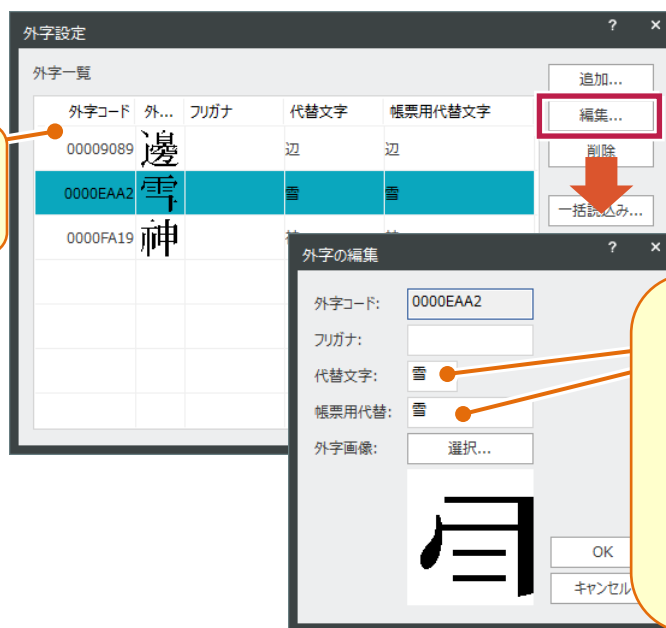 外字設定
? ×
外字一覧
外字コード 外... フリガナ 代替文字 帳票用代替文字
00009089 邉 辺 辺
0000EAA2 雪 雪 雪
0000FA19 神
追加...
編集...
削除
一括読込み...
外字の編集
? ×
外字コード: 0000EAA2
フリガナ:
代替文字: 雪
帳票用代替: 雪
外字画像: 選択...
OK
キャンセル